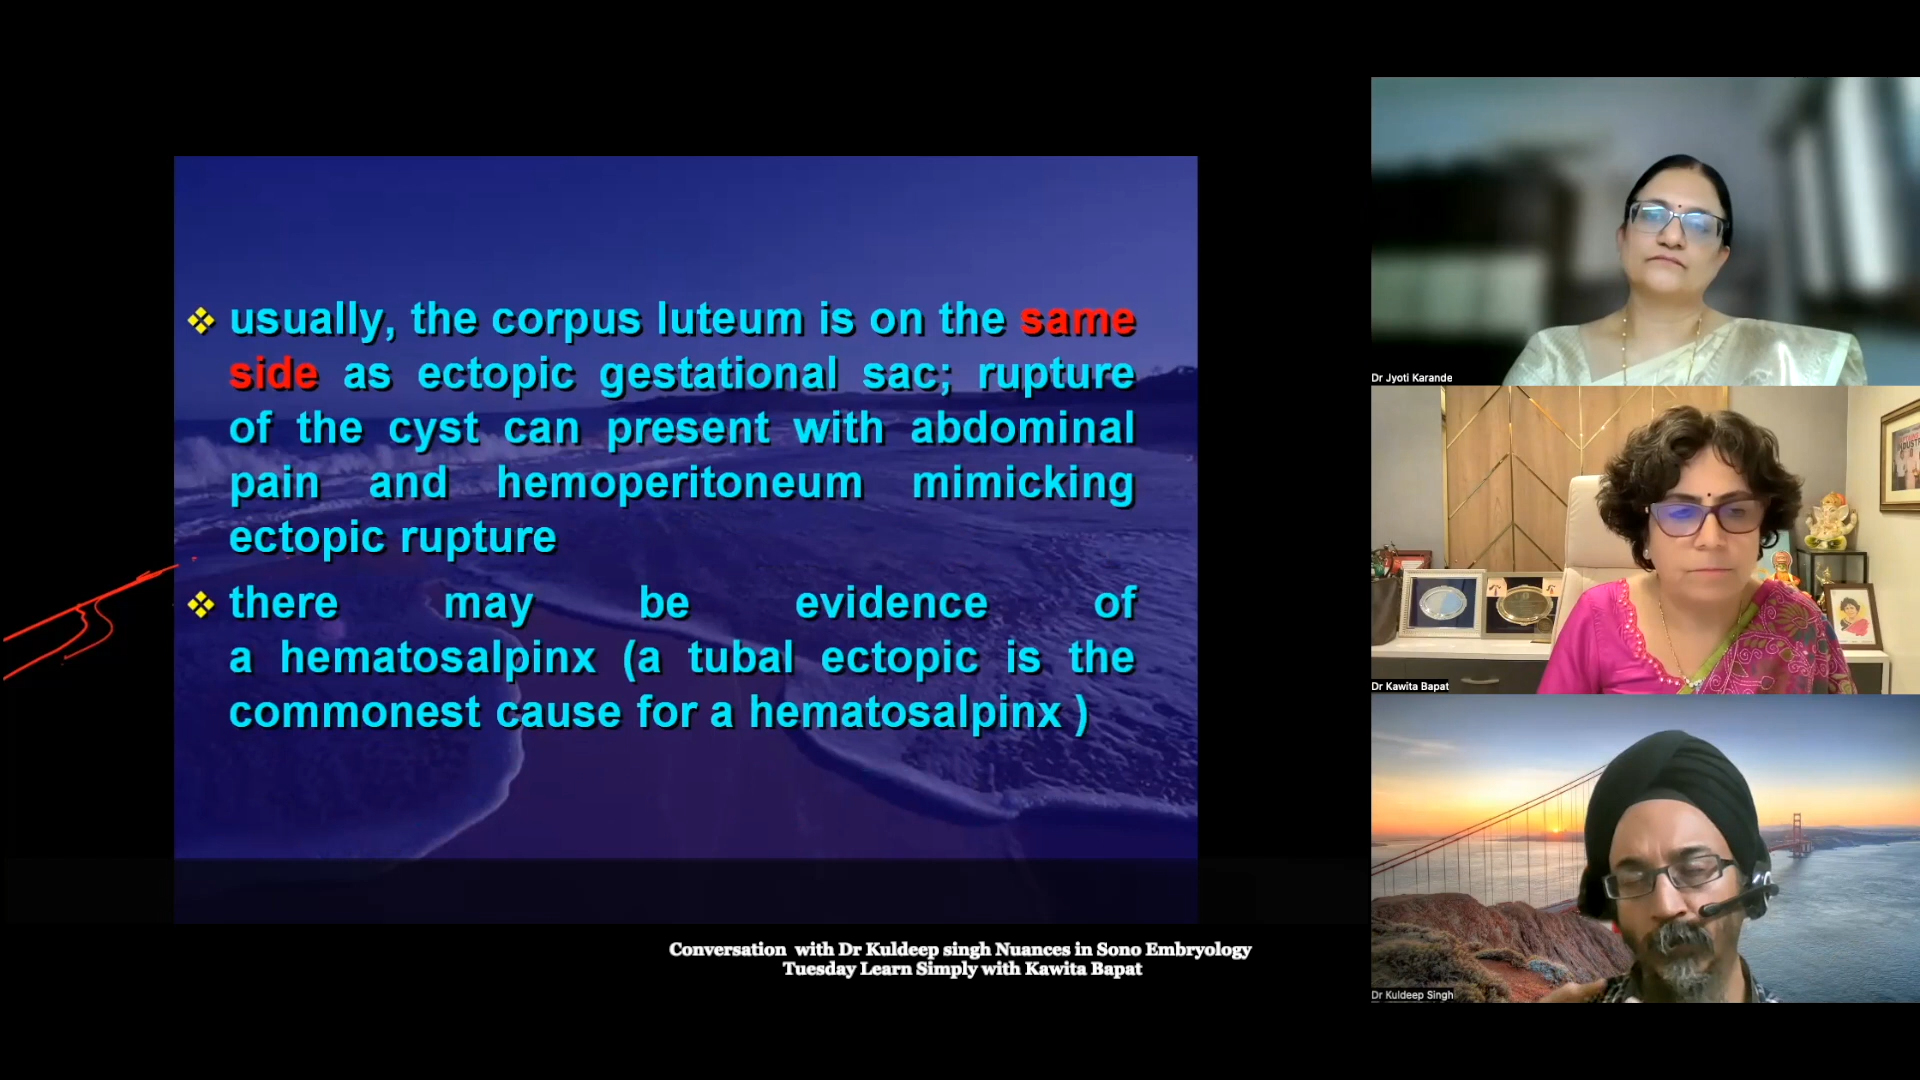 ❖ usually, the corpus luteum is on the same
side as ectopic gestational sac; rupture
of the cyst can present with abdominal
pain and hemoperitoneum mimicking
ectopic rupture
❖ there may be evidence of
a hematosalpinx (a tubal ectopic is the
commonest cause for a hematosalpinx )
Conversation with Dr Kuldeep singh Nuances in Sono Embryology
Tuesday Learn Simply with Kawita Bapat
Dr Jyoti Karande
Dr Kawita Bapat
Dr Kuldeep Singh